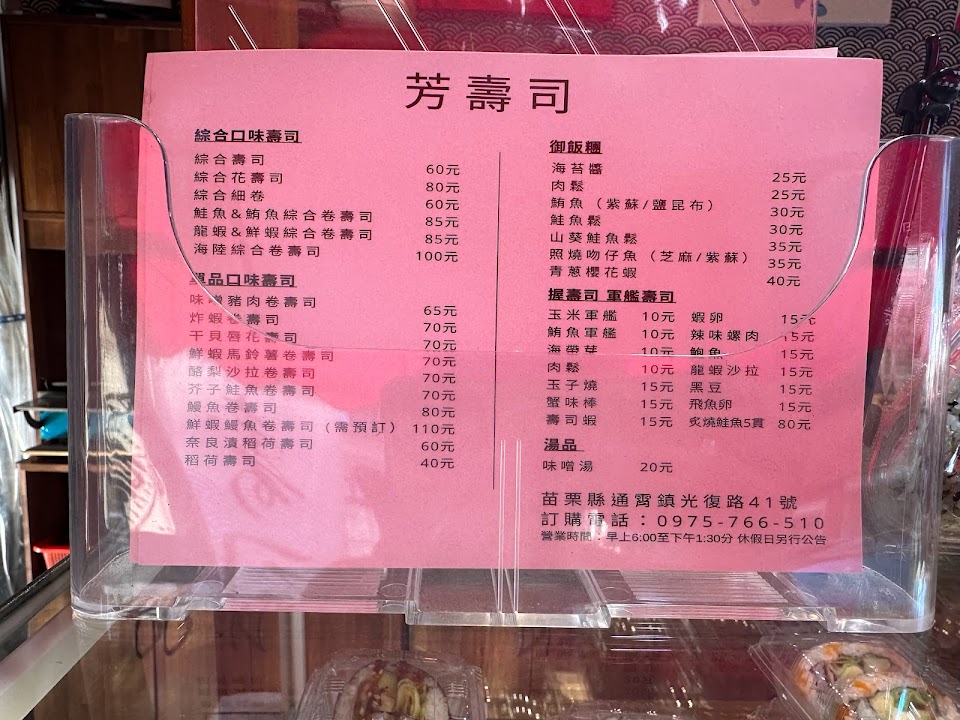 芳壽司
綜合口味壽司
綜合壽司 60元
綜合花壽司 80元
綜合細卷 60元
鮭魚&鮪魚綜合卷壽司 85元
龍蝦&鮮蝦綜合卷壽司 85元
海陸綜合卷壽司 100元
單品口味壽司
味噌豬肉卷壽司 65元
炸蝦卷壽司 70元
干貝唇花壽司 70元
鮮蝦馬鈴薯卷壽司 70元
酪梨沙拉卷壽司 70元
芥子鮭魚卷壽司 70元
鰻魚卷壽司 80元
鮮蝦鰻魚卷壽司(需預訂) 110元
奈良漬稻荷壽司 60元
稻荷壽司 40元
御飯糰
海苔醬 25元
肉鬆 25元
鮪魚(紫蘇/鹽昆布) 30元
鮭魚鬆 30元
山葵鮭魚鬆 35元
照燒吻仔魚(芝麻/紫蘇) 35元
青蔥櫻花蝦 40元
握壽司 軍艦壽司
玉米軍艦 10元 蝦卵 15元
鮪魚軍艦 10元 辣味螺肉 15元
海帶芽 10元 鮑魚 15元
肉鬆 10元 龍蝦沙拉 15元
玉子燒 15元 黑豆 15元
蟹味棒 15元 飛魚卵 15元
壽司蝦 15元 炙燒鮭魚5貫 80元
湯品
味噌湯 20元
苗栗縣通霄鎮光復路41號
訂購電話:0975-766-510
營業時間:早上6:00至下午1:30分 休假日另行公告